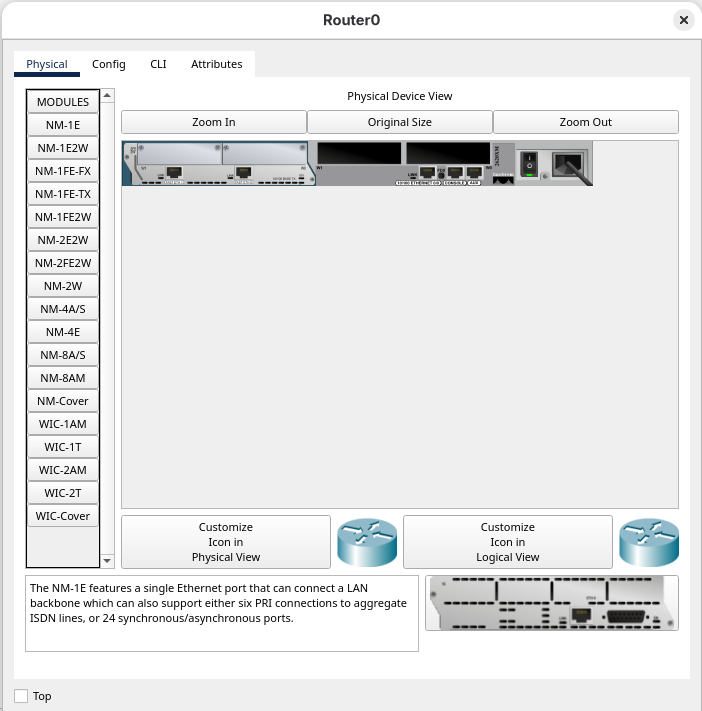 Router0
Physical
Config
CLI
Attributes
MODULES
NM-1E
NM-1E2W
NM-1FE-FX
NM-1FE-TX
NM-1FE2W
NM-2E2W
NM-2FE2W
NM-2W
NM-4A/S
NM-4E
NM-8A/S
NM-8AM
NM-Cover
WIC-1AM
WIC-1T
WIC-2AM
WIC-2T
WIC-Cover
Physical Device View
Zoom In
Original Size
Zoom Out
Customize
Icon in
Physical View
Customize
Icon in
Logical View
The NM-1E features a single Ethernet port that can connect a LAN
backbone which can also support either six PRI connections to aggregate
ISDN lines, or 24 synchronous/asynchronous ports.
Top